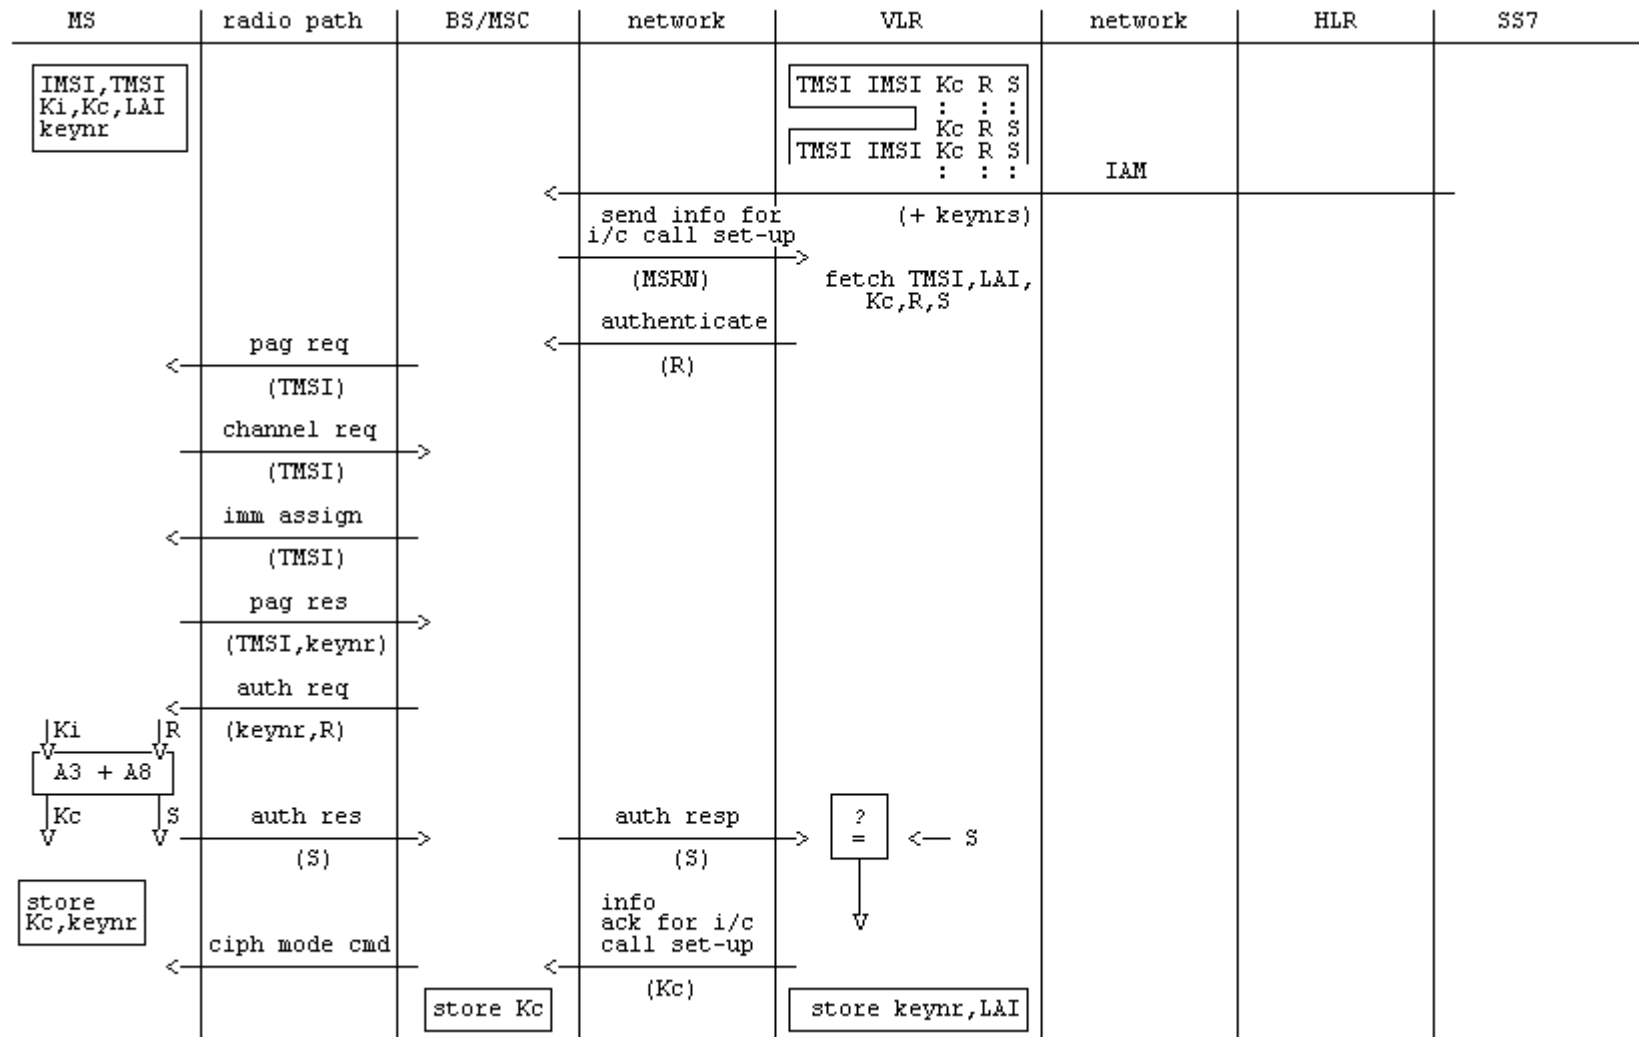 MS radio path BS/MSC network VLR network HLR SS7
IMSI,TMSI
Ki,Kc,LAI
keynr
TMSI IMSI Kc R S
: : :
Kc R S
TMSI IMSI Kc R S
: : :
IAM
(+ keynrs)
send info for
i/c call set-up
(MSRN)
fetch TMSI,LAI,
Kc,R,S
authenticate
(R)
pag req
(TMSI)
channel req
(TMSI)
imm assign
(TMSI)
pag res
(TMSI,keynr)
auth req
(keynr,R)
Ki R
A3 + A8
Kc S
auth res
(S)
auth resp
(S)
?
=
S
store
Kc,keynr
info
ack for i/c
call set-up
(Kc)
ciph mode cmd
store Kc
store keynr,LAI